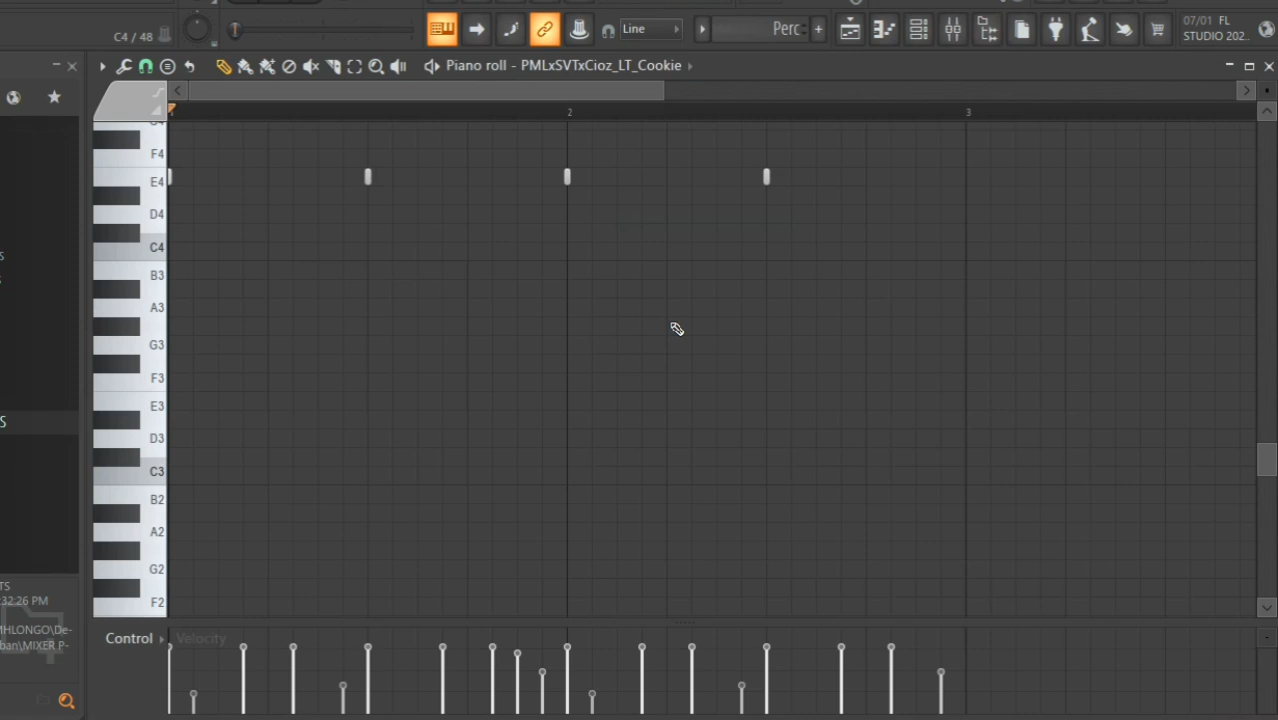 C4 / 48
Line
Perc
07/01 FL
STUDIO 202...
Piano roll - PMLxSVTxCioz_LT_Cookie
1
2
3
F4
E4
D4
C4
B3
A3
G3
F3
E3
D3
C3
B2
A2
G2
F2
S
S
S
TS
:32:26 PM
MHLONGO\De-
ban\MIXER P-
Control
Velocity